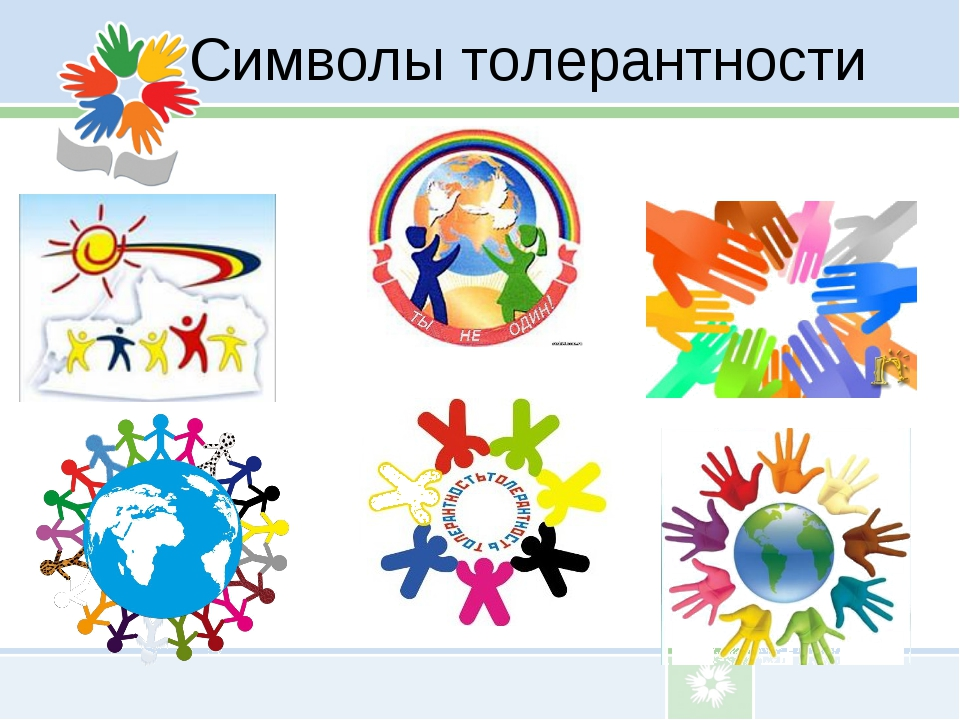 Символы толерантности
ТЫ НЕ ОДИН!
ТОЛЕРАНТНОСТЬ ТОЛЕРАНТНОСТЬ